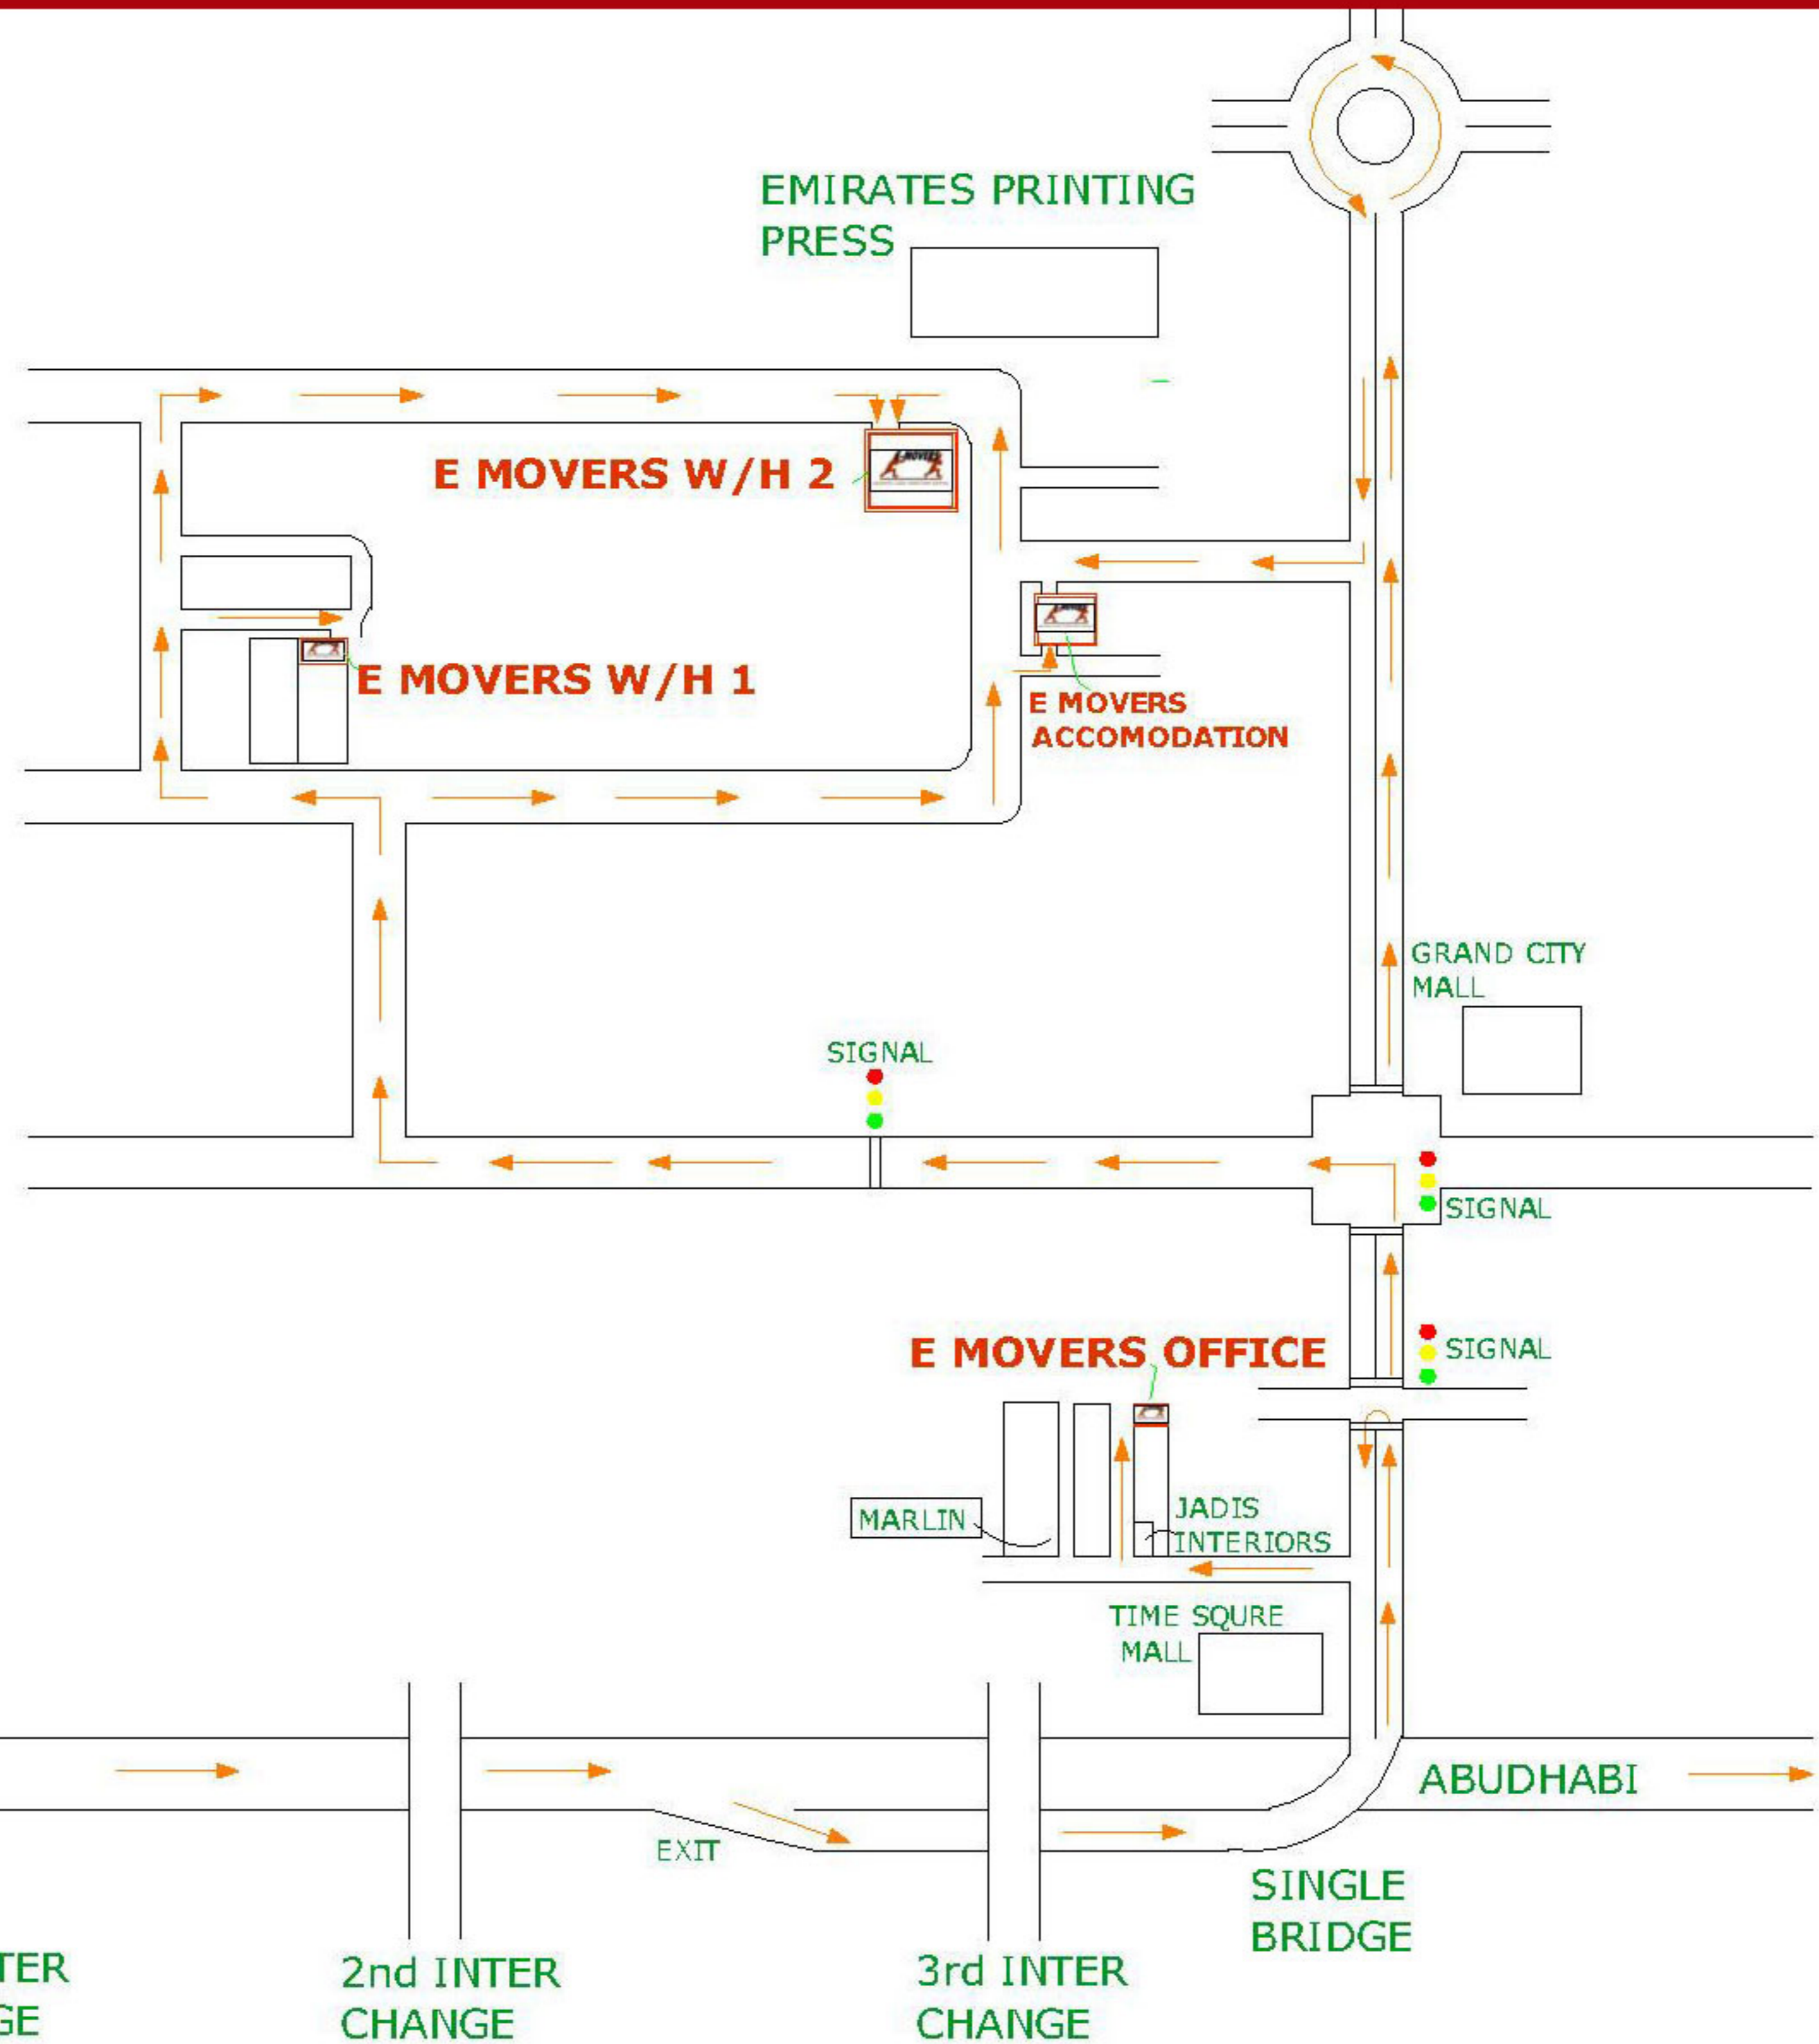 EMIRATES PRINTING
PRESS
E MOVERS W/H 2
E MOVERS W/H 1
E MOVERS
ACCOMODATION
GRAND CITY
MALL
SIGNAL
SIGNAL
SIGNAL
E MOVERS OFFICE
MARLIN
JADIS
INTERIORS
TIME SQURE
MALL
ABUDHABI
EXIT
SINGLE
BRIDGE
TER
GE
2nd INTER
CHANGE
3rd INTER
CHANGE